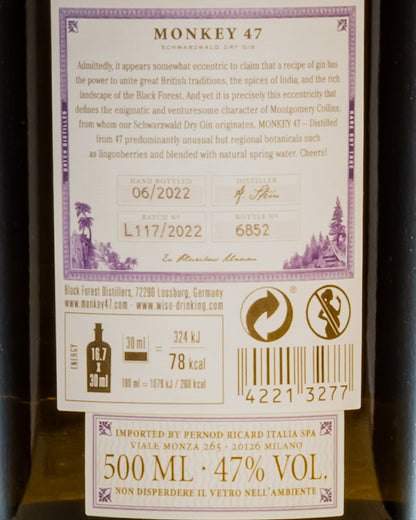 MONKEY 47
SCHWARZWALD DRY GIN
Admittedly, it appears somewhat eccentric to claim that a recipe of gin has
the power to unite great British traditions, the spices of India, and the rich
landscape of the Black Forest. And yet it is precisely this eccentricity that
defines the enigmatic and venturesome character of Montgomery Collins,
from whom our Schwarzwald Dry Gin originates. MONKEY 47 – Distilled
from 47 predominantly unusual but regional botanicals such
as lingonberries and blended with natural spring water. Cheers!
BATCH DISTILLED
HAND BOTTLED
DISTILLER
06/2022
BATCH Nº
BOTTLE Nº
L117/2022
6852
Ex Pluribus Unum
Black Forest Distillers, 72290 Lossburg, Germany
www.monkey47.com · www.wise-drinking.com
ENERGY
16.7
x
30ml
30 ml
=
324 kJ
78 kcal
100 ml = 1079 kJ / 260 kcal
®
4221 3277
IMPORTED BY PERNOD RICARD ITALIA SPA
VIALE MONZA 265 · 20126 MILANO
500 ML · 47% VOL.
NON DISPERDERE IL VETRO NELL'AMBIENTE